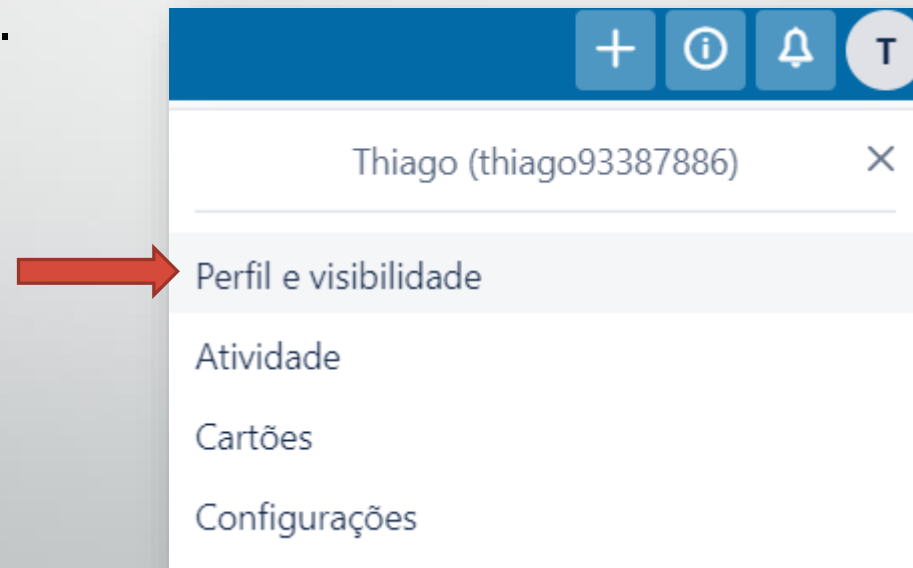 .
T
Thiago (thiago93387886)
Perfil e visibilidade
Atividade
Cartões
Configurações